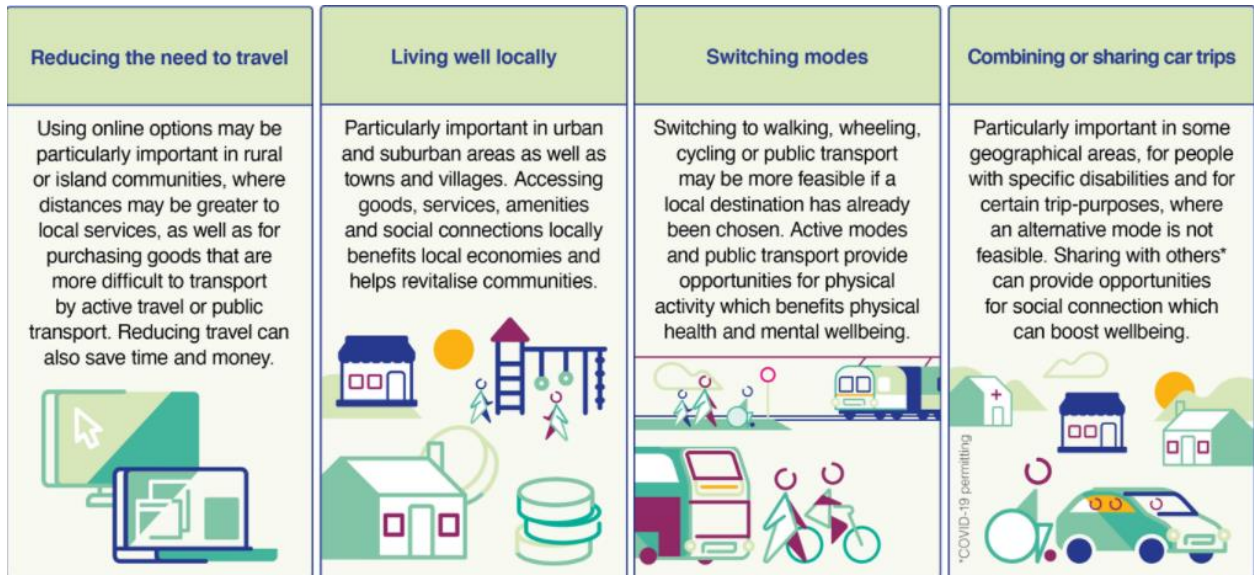 Reducing the need to travel
Using online options may be
particularly important in rural
or island communities, where
distances may be greater to
local services, as well as for
purchasing goods that are
more difficult to transport
by active travel or public
transport. Reducing travel can
also save time and money.
Living well locally
Particularly important in urban
and suburban areas as well as
towns and villages. Accessing
goods, services, amenities
and social connections locally
benefits local economies and
helps revitalise communities.
Switching modes
Switching to walking, wheeling,
cycling or public transport
may be more feasible if a
local destination has already
been chosen. Active modes
and public transport provide
opportunities for physical
activity which benefits physical
health and mental wellbeing.
Combining or sharing car trips
Particularly important in some
geographical areas, for people
with specific disabilities and for
certain trip-purposes, where
an alternative mode is not
feasible. Sharing with others*
can provide opportunities
for social connection which
can boost wellbeing.
*COVID-19 permitting